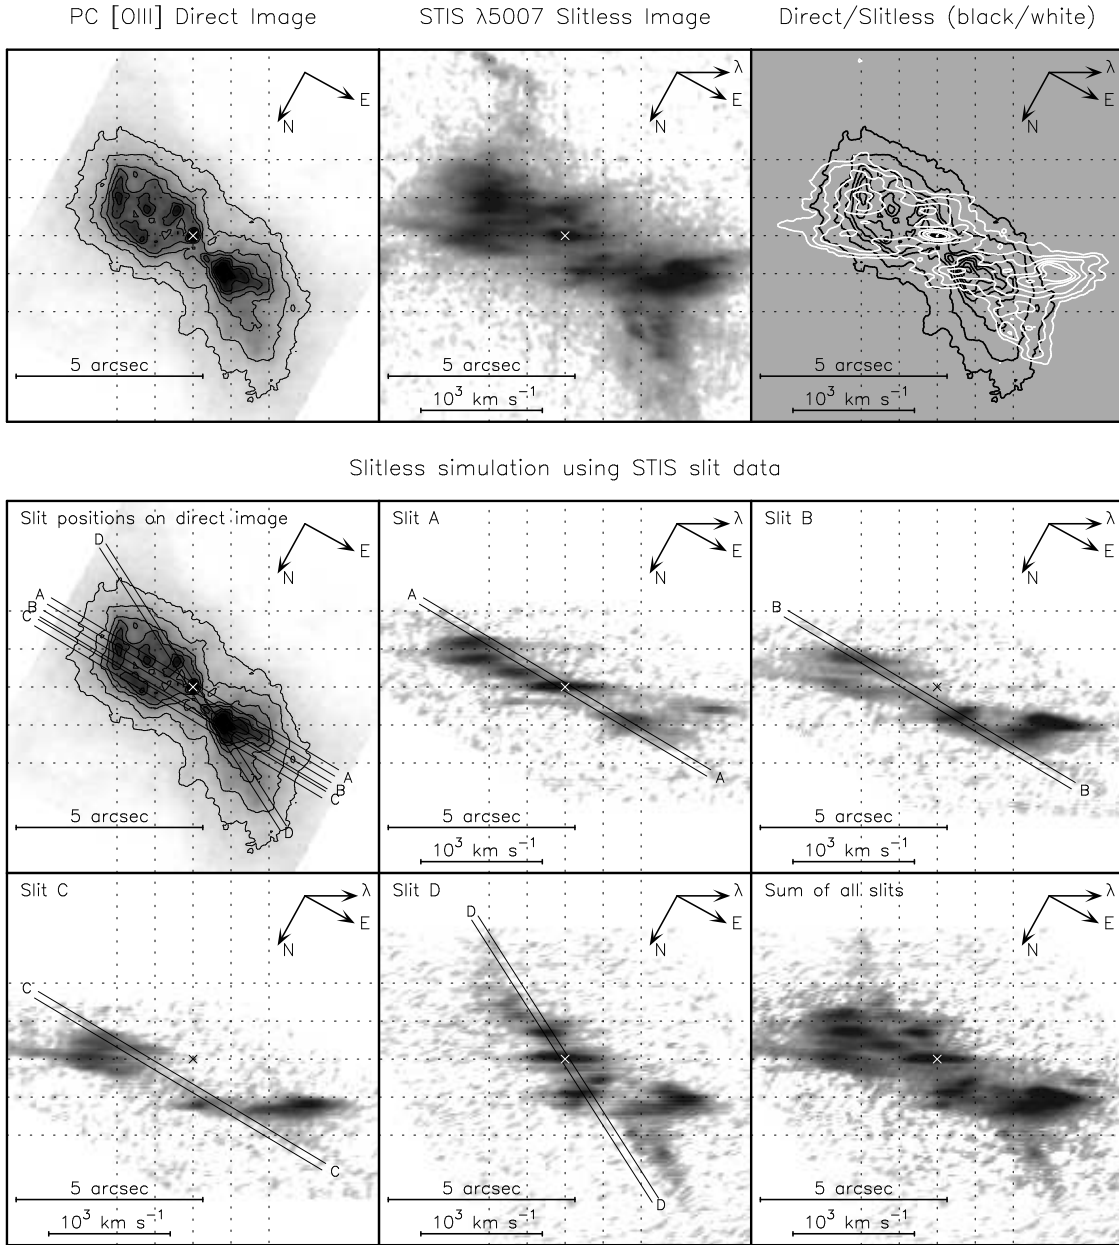 PC [OIII] Direct Image
STIS λ5007 Slitless Image
Direct/Slitless (black/white)
E
N
5 arcsec
λ
E
N
5 arcsec
10³ km s⁻¹
λ
E
N
5 arcsec
10³ km s⁻¹
Slitless simulation using STIS slit data
Slit positions on direct image
E
N
D
A
B
C
A
B
C
D
5 arcsec
Slit A
λ
E
N
A
A
5 arcsec
10³ km s⁻¹
Slit B
λ
E
N
B
B
5 arcsec
10³ km s⁻¹
Slit C
λ
E
N
C
C
5 arcsec
10³ km s⁻¹
Slit D
λ
E
N
D
D
5 arcsec
10³ km s⁻¹
Sum of all slits
λ
E
N
5 arcsec
10³ km s⁻¹